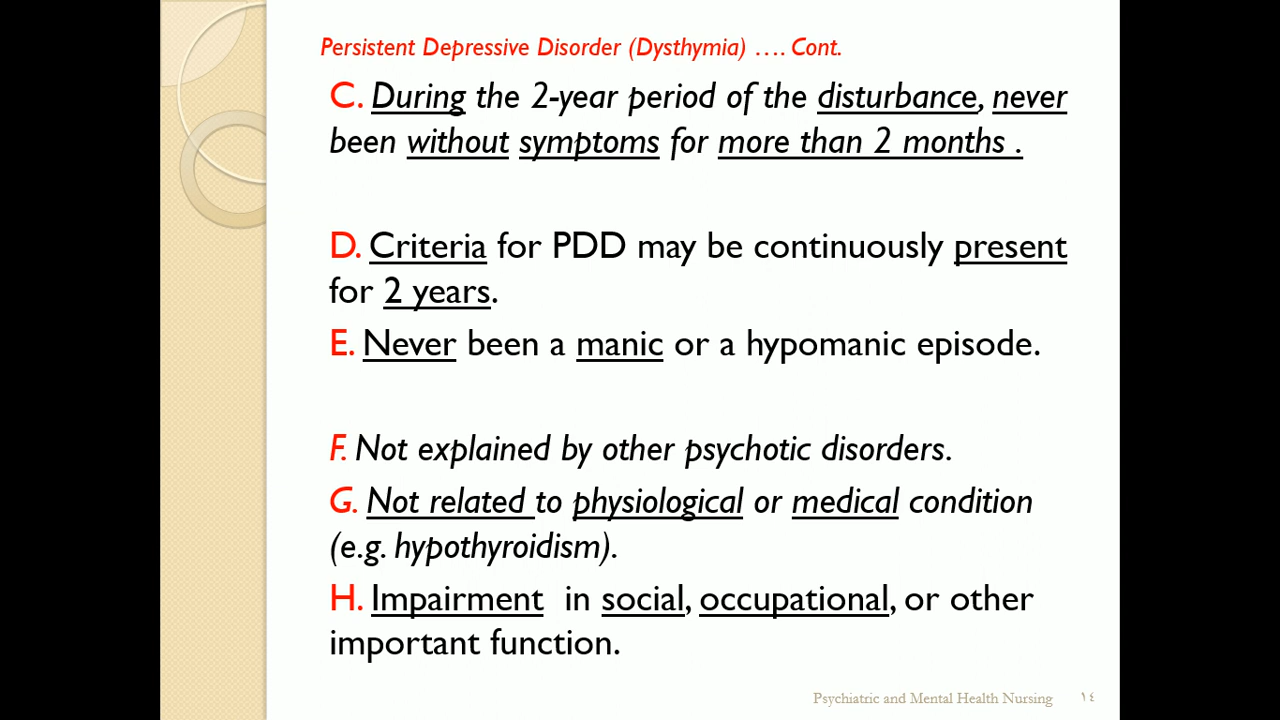 Persistent Depressive Disorder (Dysthymia) …. Cont.
C. During the 2-year period of the disturbance, never
been without symptoms for more than 2 months .
D. Criteria for PDD may be continuously present
for 2 years.
E. Never been a manic or a hypomanic episode.
F. Not explained by other psychotic disorders.
G. Not related to physiological or medical condition
(e.g. hypothyroidism).
H. Impairment  in social, occupational, or other
important function.
Psychiatric and Mental Health Nursing ١٤